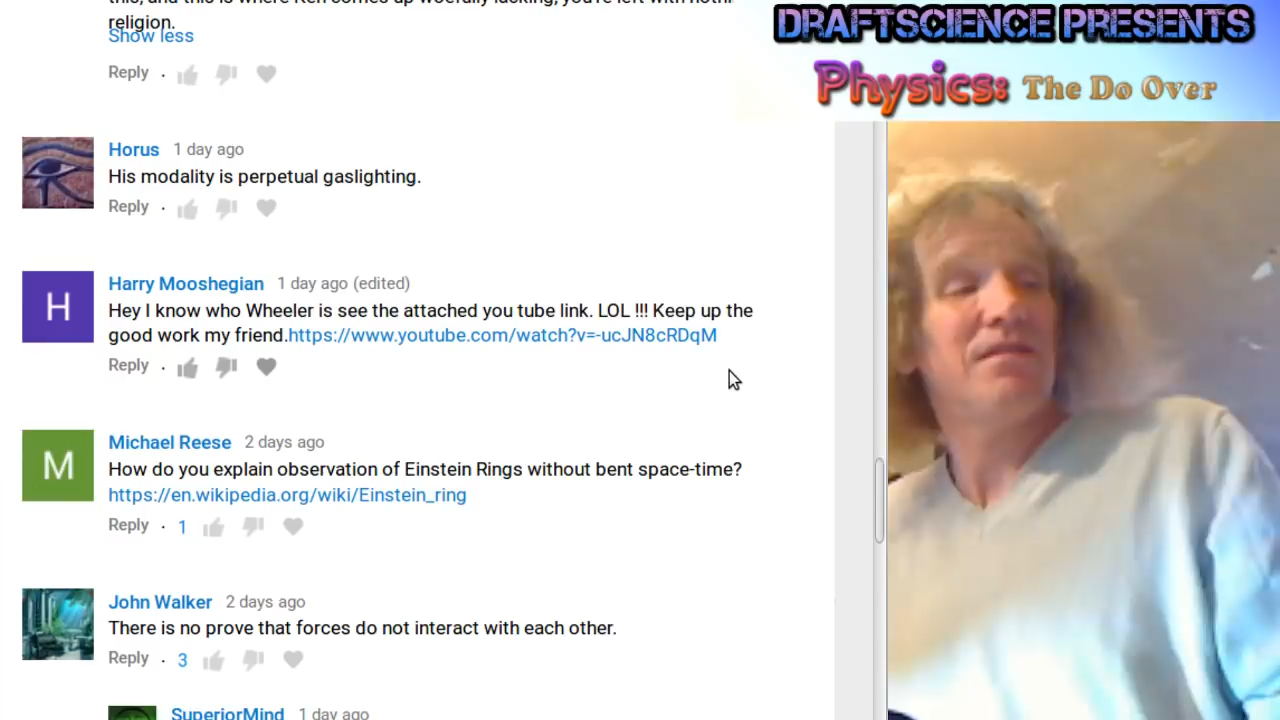 religion.
Show less
Reply
DRAFTSCIENCE PRESENTS
Physics: The Do Over
Horus 1 day ago
His modality is perpetual gaslighting.
Reply
H
Harry Mooshegian 1 day ago (edited)
Hey I know who Wheeler is see the attached you tube link. LOL !!! Keep up the
good work my friend.https://www.youtube.com/watch?v=-ucJN8cRDqM
Reply
M
Michael Reese 2 days ago
How do you explain observation of Einstein Rings without bent space-time?
https://en.wikipedia.org/wiki/Einstein_ring
Reply · 1
John Walker 2 days ago
There is no prove that forces do not interact with each other.
Reply · 3
SuperiorMind 1 day ago